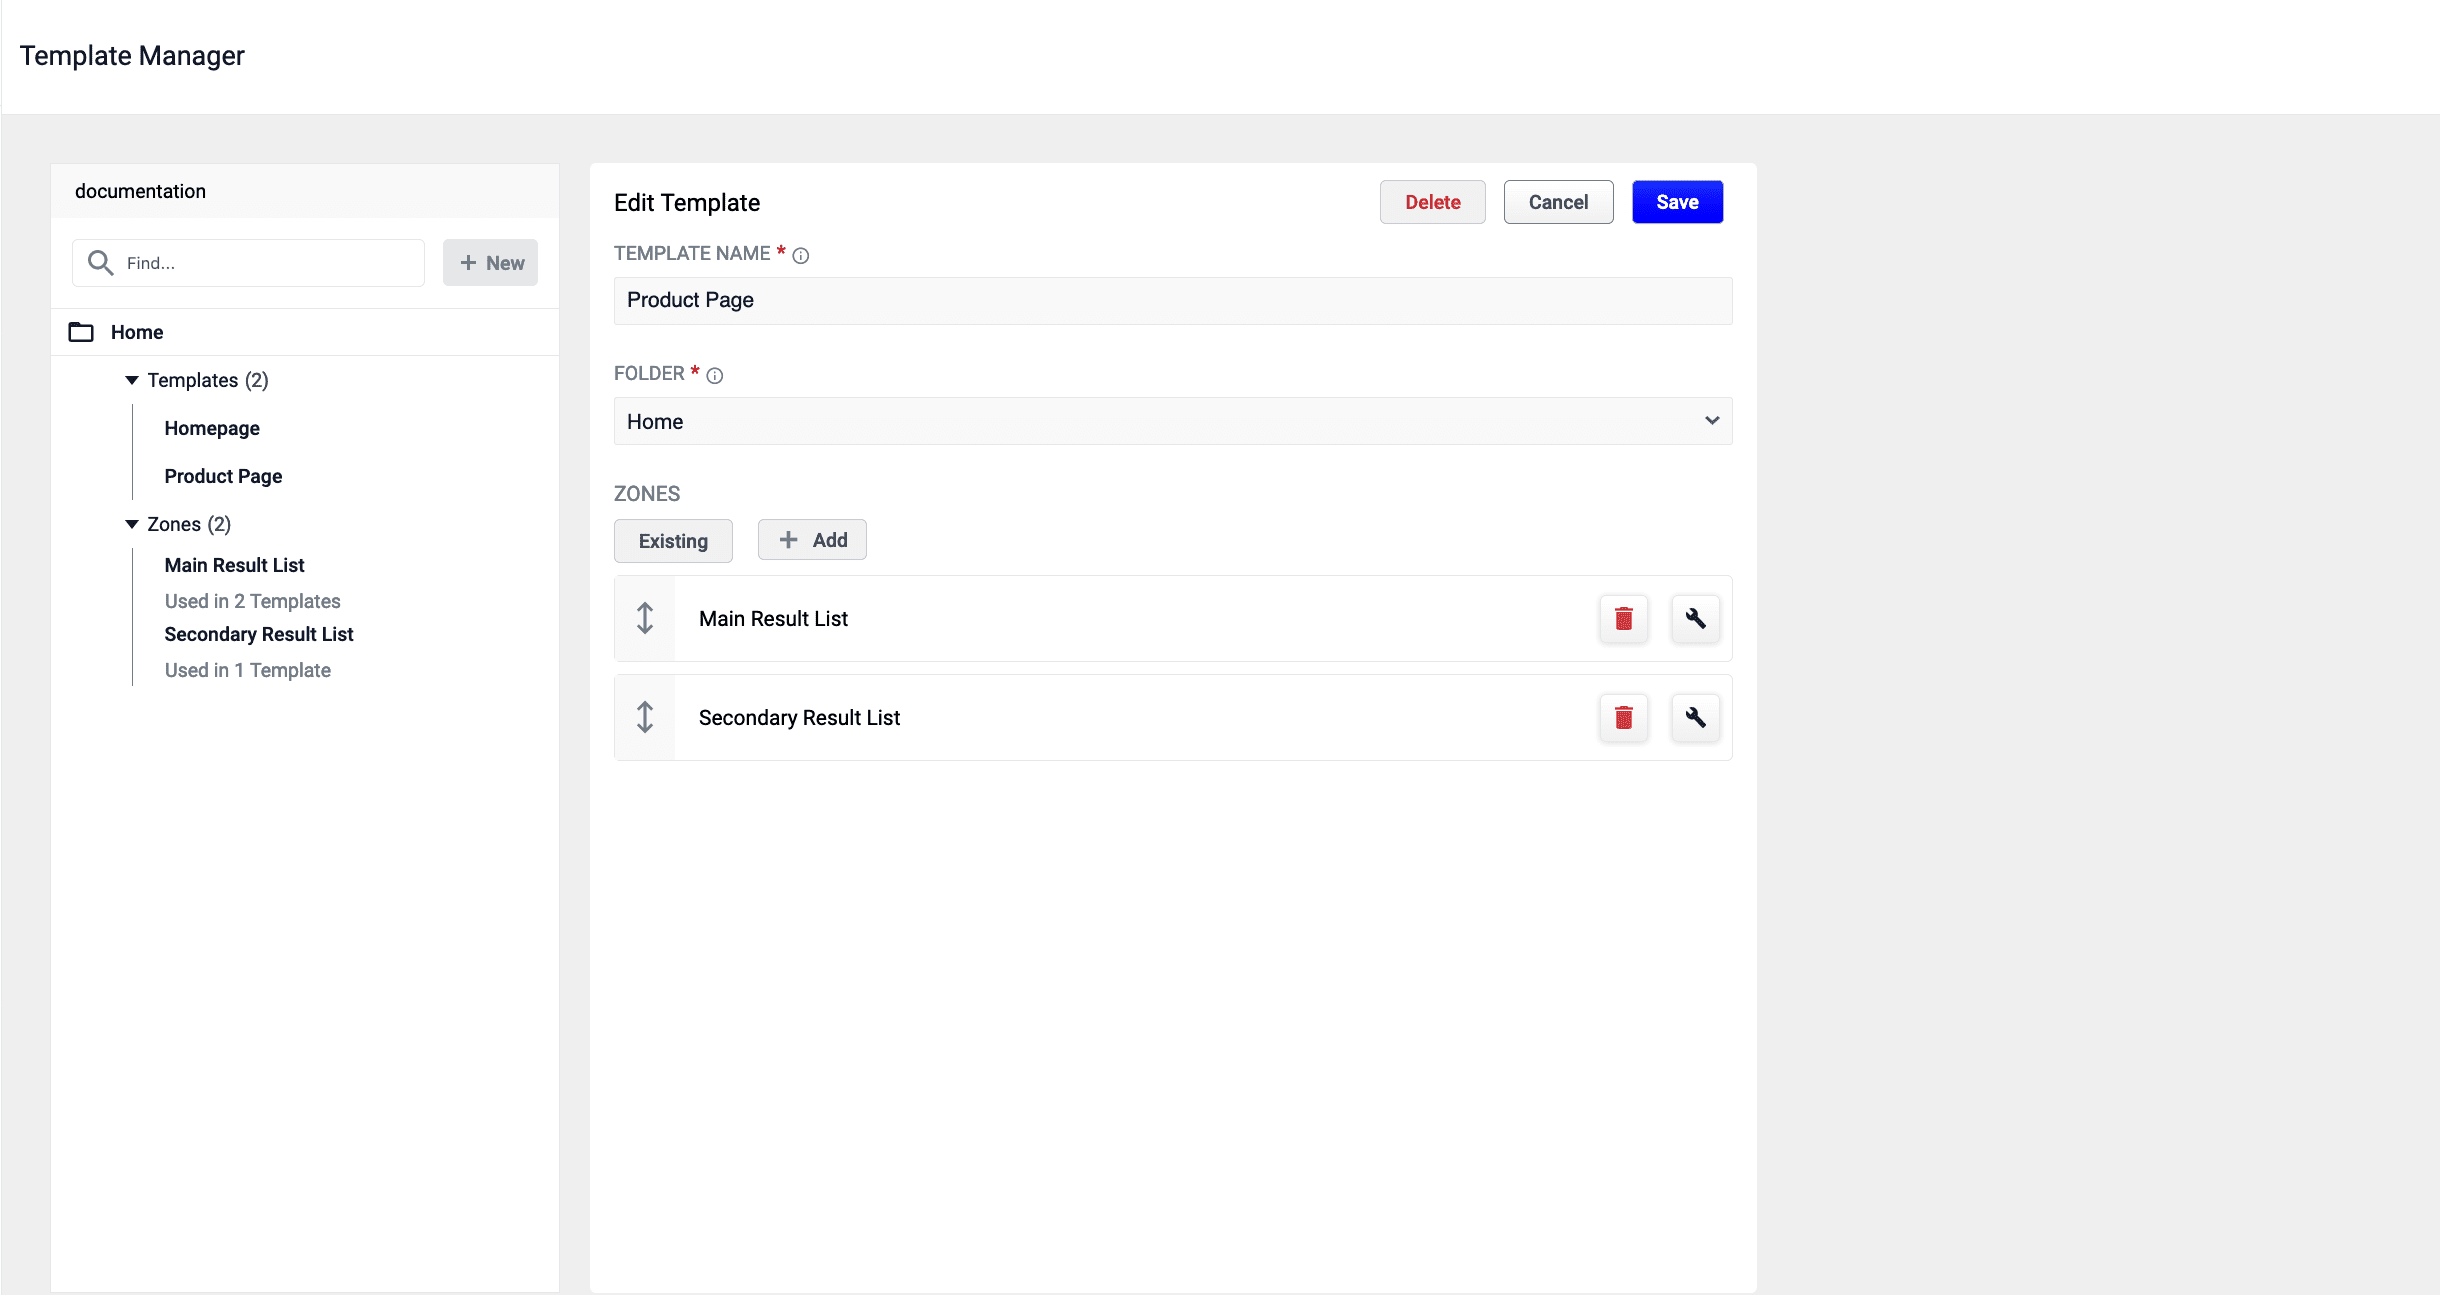 Template Manager
documentation
Find...
+ New
Home
Templates (2)
Homepage
Product Page
Zones (2)
Main Result List
Used in 2 Templates
Secondary Result List
Used in 1 Template
Edit Template
Delete
Cancel
Save
TEMPLATE NAME *
Product Page
FOLDER *
Home
ZONES
Existing
+ Add
Main Result List
Secondary Result List